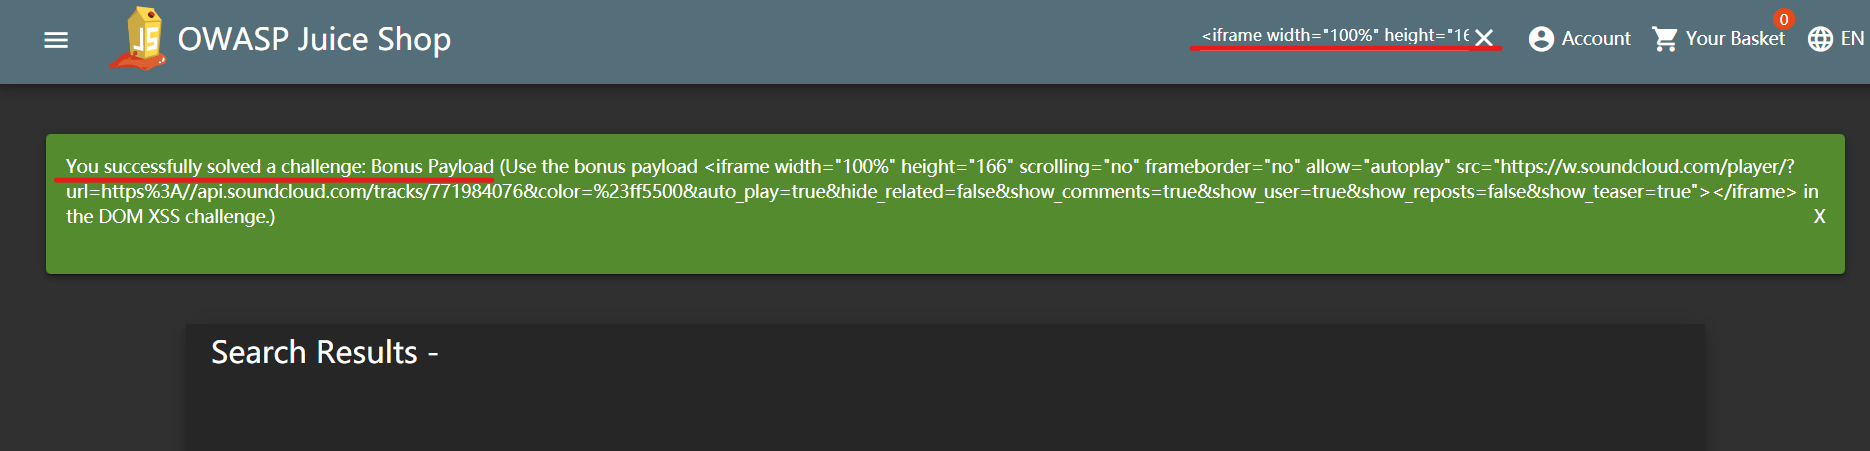 OWASP Juice Shop
<iframe width="100%" height="16
Account
0
Your Basket
EN
You successfully solved a challenge: Bonus Payload (Use the bonus payload <iframe width="100%" height="166" scrolling="no" frameborder="no" allow="autoplay" src="https://w.soundcloud.com/player/?
url=https%3A//api.soundcloud.com/tracks/771984076&color=%23ff5500&auto_play=true&hide_related=false&show_comments=true&show_user=true&show_reposts=false&show_teaser=true"></iframe> in
the DOM XSS challenge.)
X
Search Results -